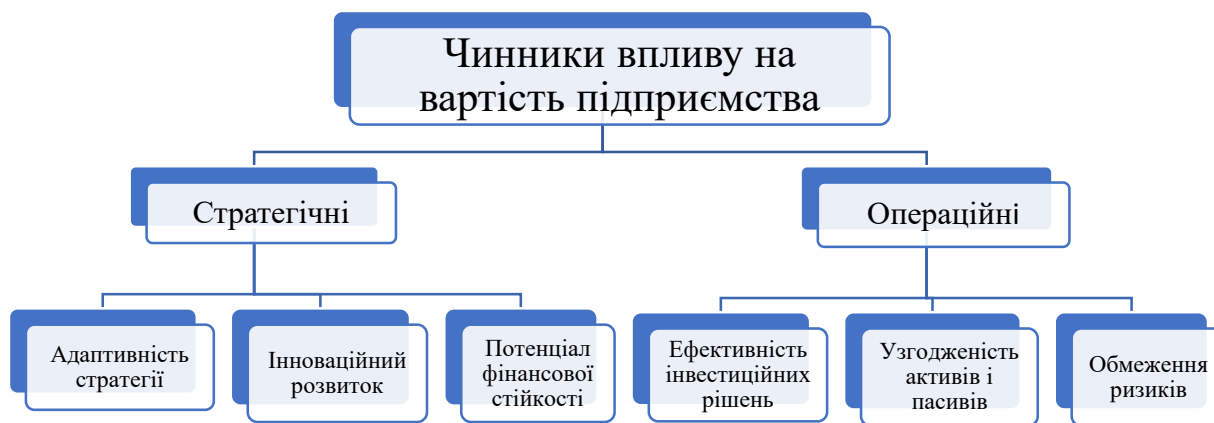 Чинники впливу на
вартість підприємства
Стратегічні
Операційні
Адаптивність
стратегії
Інноваційний
розвиток
Потенціал
фінансової
стійкості
Ефективність
інвестиційних
рішень
Узгодженість
активів і
пасивів
Обмеження
ризиків